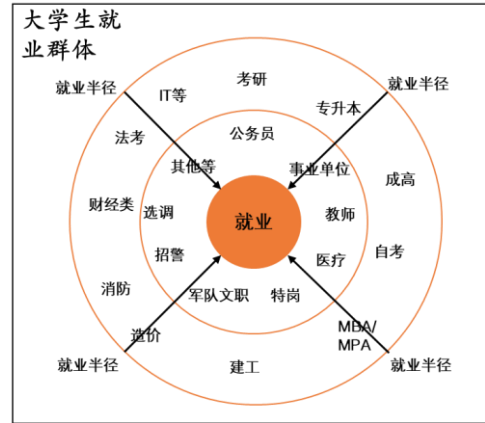 大学生就
业群体
考研
IT等
就业半径
就业半径
专升本
法考
公务员
其他等
事业单位
成高
财经类
选调
就业
教师
自考
招警
医疗
消防
军队文职
特岗
造价
MBA/
MPA
就业半径
建工
就业半径